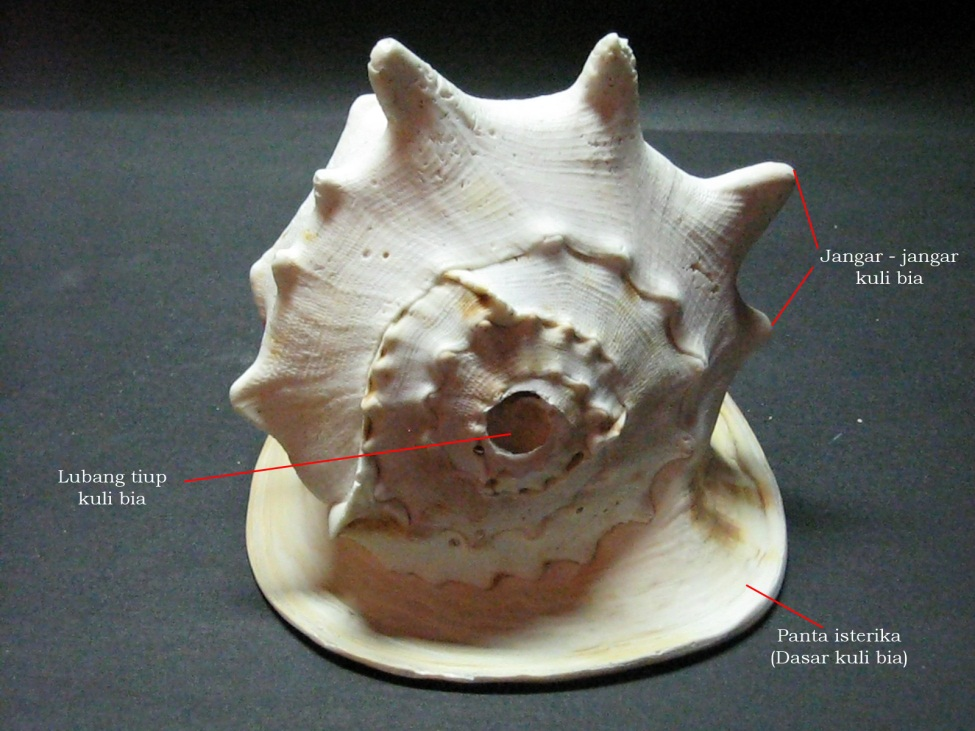 Jangar - jangar
kuli bia
Lubang tiup
kuli bia
Panta isterika
(Dasar kuli bia)